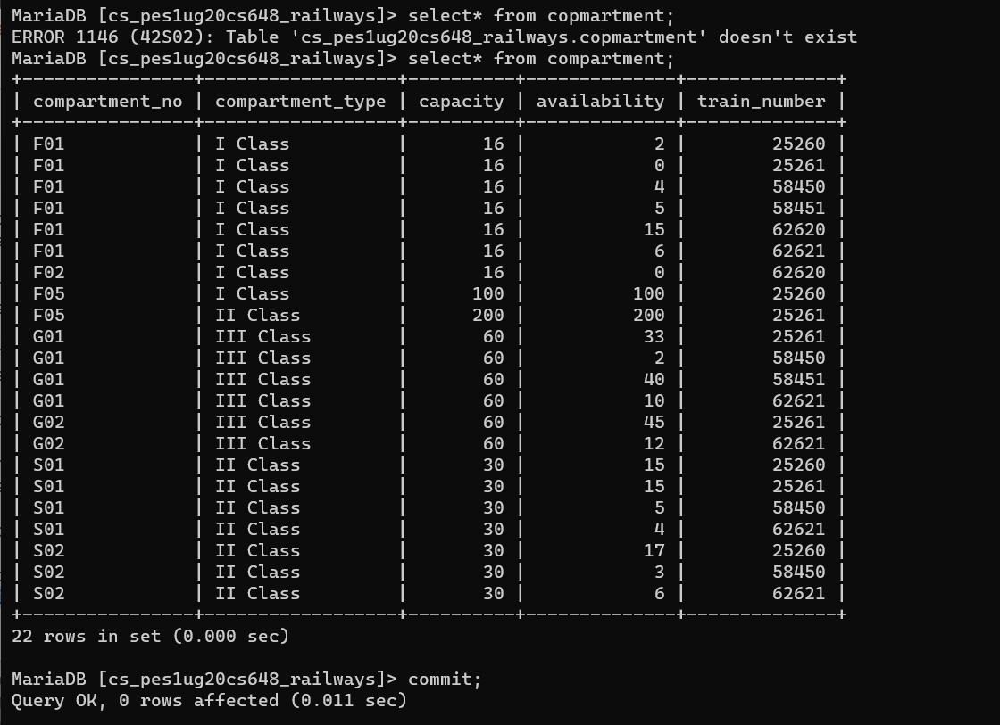 MariaDB [cs_pes1ug20cs648_railways]> select* from copmartment;
ERROR 1146 (42S02): Table 'cs_pes1ug20cs648_railways.copmartment' doesn't exist
MariaDB [cs_pes1ug20cs648_railways]> select* from compartment;
+----------------+------------------+----------+--------------+--------------+
| compartment_no | compartment_type | capacity | availability | train_number |
+----------------+------------------+----------+--------------+--------------+
| F01            | I Class          |       16 |            2 |        25260 |
| F01            | I Class          |       16 |            0 |        25261 |
| F01            | I Class          |       16 |            4 |        58450 |
| F01            | I Class          |       16 |            5 |        58451 |
| F01            | I Class          |       16 |           15 |        62620 |
| F01            | I Class          |       16 |            6 |        62621 |
| F02            | I Class          |       16 |            0 |        62620 |
| F05            | I Class          |      100 |          100 |        25260 |
| F05            | II Class         |      200 |          200 |        25261 |
| G01            | III Class        |       60 |           33 |        25261 |
| G01            | III Class        |       60 |            2 |        58450 |
| G01            | III Class        |       60 |           40 |        58451 |
| G01            | III Class        |       60 |           10 |        62621 |
| G02            | III Class        |       60 |           45 |        25261 |
| G02            | III Class        |       60 |           12 |        62621 |
| S01            | II Class         |       30 |           15 |        25260 |
| S01            | II Class         |       30 |           15 |        25261 |
| S01            | II Class         |       30 |            5 |        58450 |
| S01            | II Class         |       30 |            4 |        62621 |
| S02            | II Class         |       30 |           17 |        25260 |
| S02            | II Class         |       30 |            3 |        58450 |
| S02            | II Class         |       30 |            6 |        62621 |
+----------------+------------------+----------+--------------+--------------+
22 rows in set (0.000 sec)
MariaDB [cs_pes1ug20cs648_railways]> commit;
Query OK, 0 rows affected (0.011 sec)